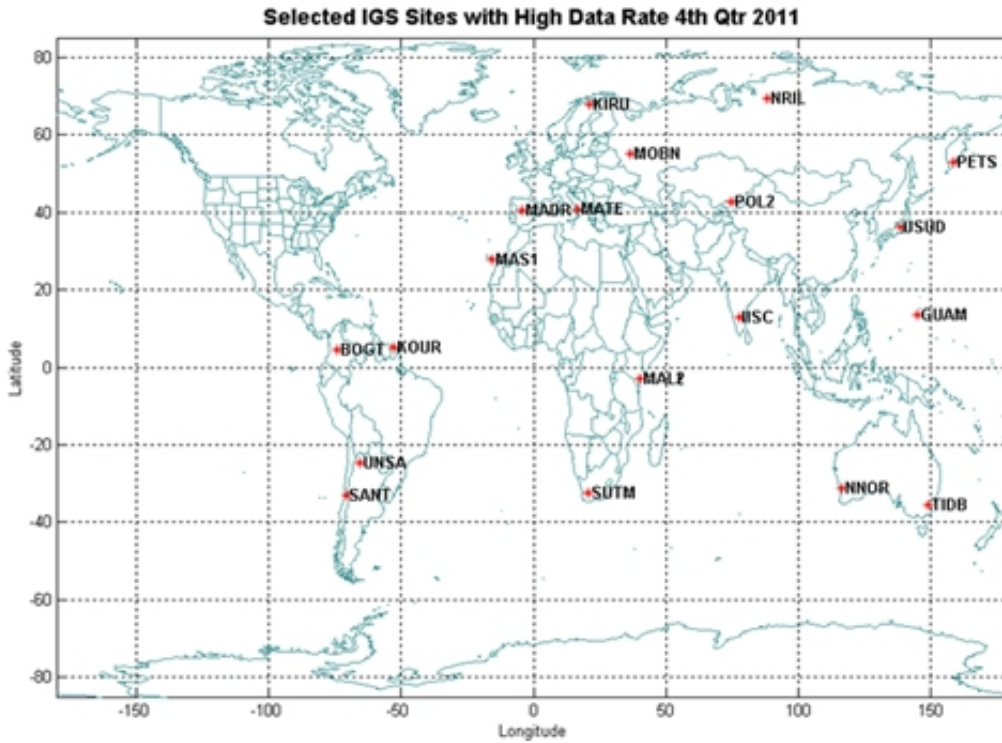 Selected IGS Sites with High Data Rate 4th Qtr 2011
80
KIRU
NRIL
60
MOBN
PETS
40
MADR
MATE
POL2
USUD
MAS1
20
IISC
GUAM
BOGT
KOUR
Latitude
0
MAL2
-20
UNSA
SANT
SUTM
NNOR
TIDB
-40
-60
-80
-150
-100
-50
0
50
100
150
Longitude